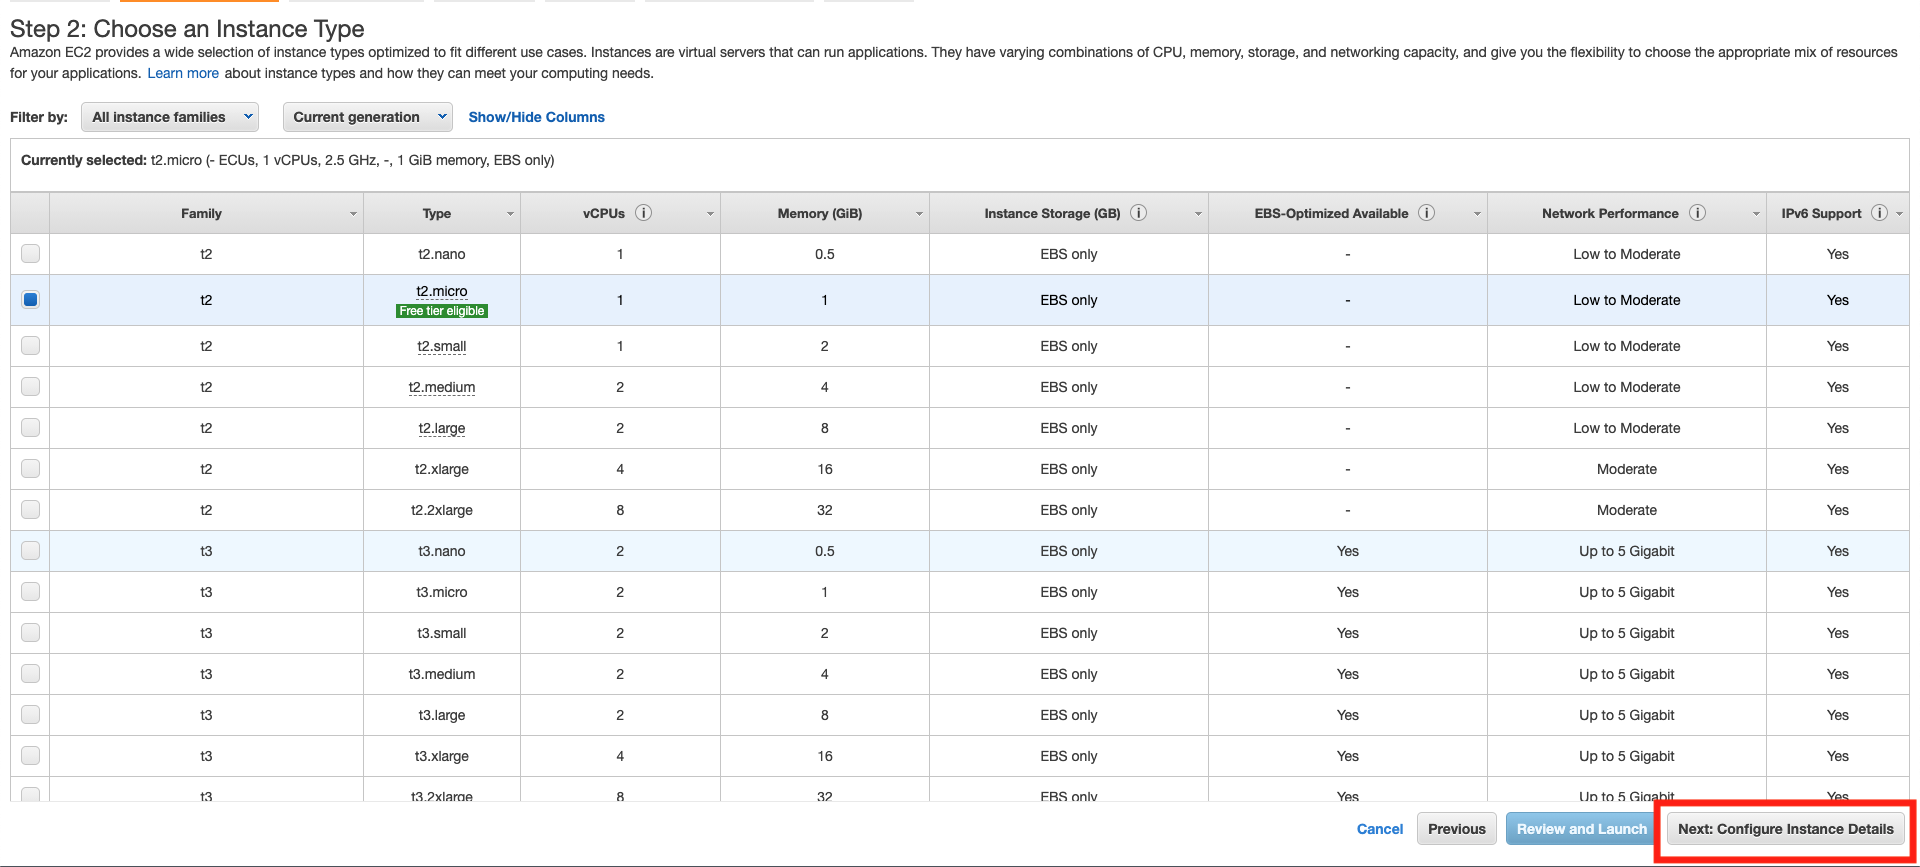 Step 2: Choose an Instance Type
Amazon EC2 provides a wide selection of instance types optimized to fit different use cases. Instances are virtual servers that can run applications. They have varying combinations of CPU, memory, storage, and networking capacity, and give you the flexibility to choose the appropriate mix of resources
for your applications. Learn more about instance types and how they can meet your computing needs.
Filter by: All instance families Current generation Show/Hide Columns
Currently selected: t2.micro (- ECUs, 1 vCPUs, 2.5 GHz, -, 1 GiB memory, EBS only)
Family Type vCPUs i Memory (GiB) Instance Storage (GB) i EBS-Optimized Available i Network Performance i IPv6 Support i
t2 t2.nano 1 0.5 EBS only - Low to Moderate Yes
t2 t2.micro 1 1 EBS only - Low to Moderate Yes
Free tier eligible
t2 t2.small 1 2 EBS only - Low to Moderate Yes
t2 t2.medium 2 4 EBS only - Low to Moderate Yes
t2 t2.large 2 8 EBS only - Low to Moderate Yes
t2 t2.xlarge 4 16 EBS only - Moderate Yes
t2 t2.2xlarge 8 32 EBS only - Moderate Yes
t3 t3.nano 2 0.5 EBS only Yes Up to 5 Gigabit Yes
t3 t3.micro 2 1 EBS only Yes Up to 5 Gigabit Yes
t3 t3.small 2 2 EBS only Yes Up to 5 Gigabit Yes
t3 t3.medium 2 4 EBS only Yes Up to 5 Gigabit Yes
t3 t3.large 2 8 EBS only Yes Up to 5 Gigabit Yes
t3 t3.xlarge 4 16 EBS only Yes Up to 5 Gigabit Yes
t3 t3.2xlarge 8 32 EBS only Yes Up to 5 Gigabit Yes
Cancel Previous Review and Launch Next: Configure Instance Details